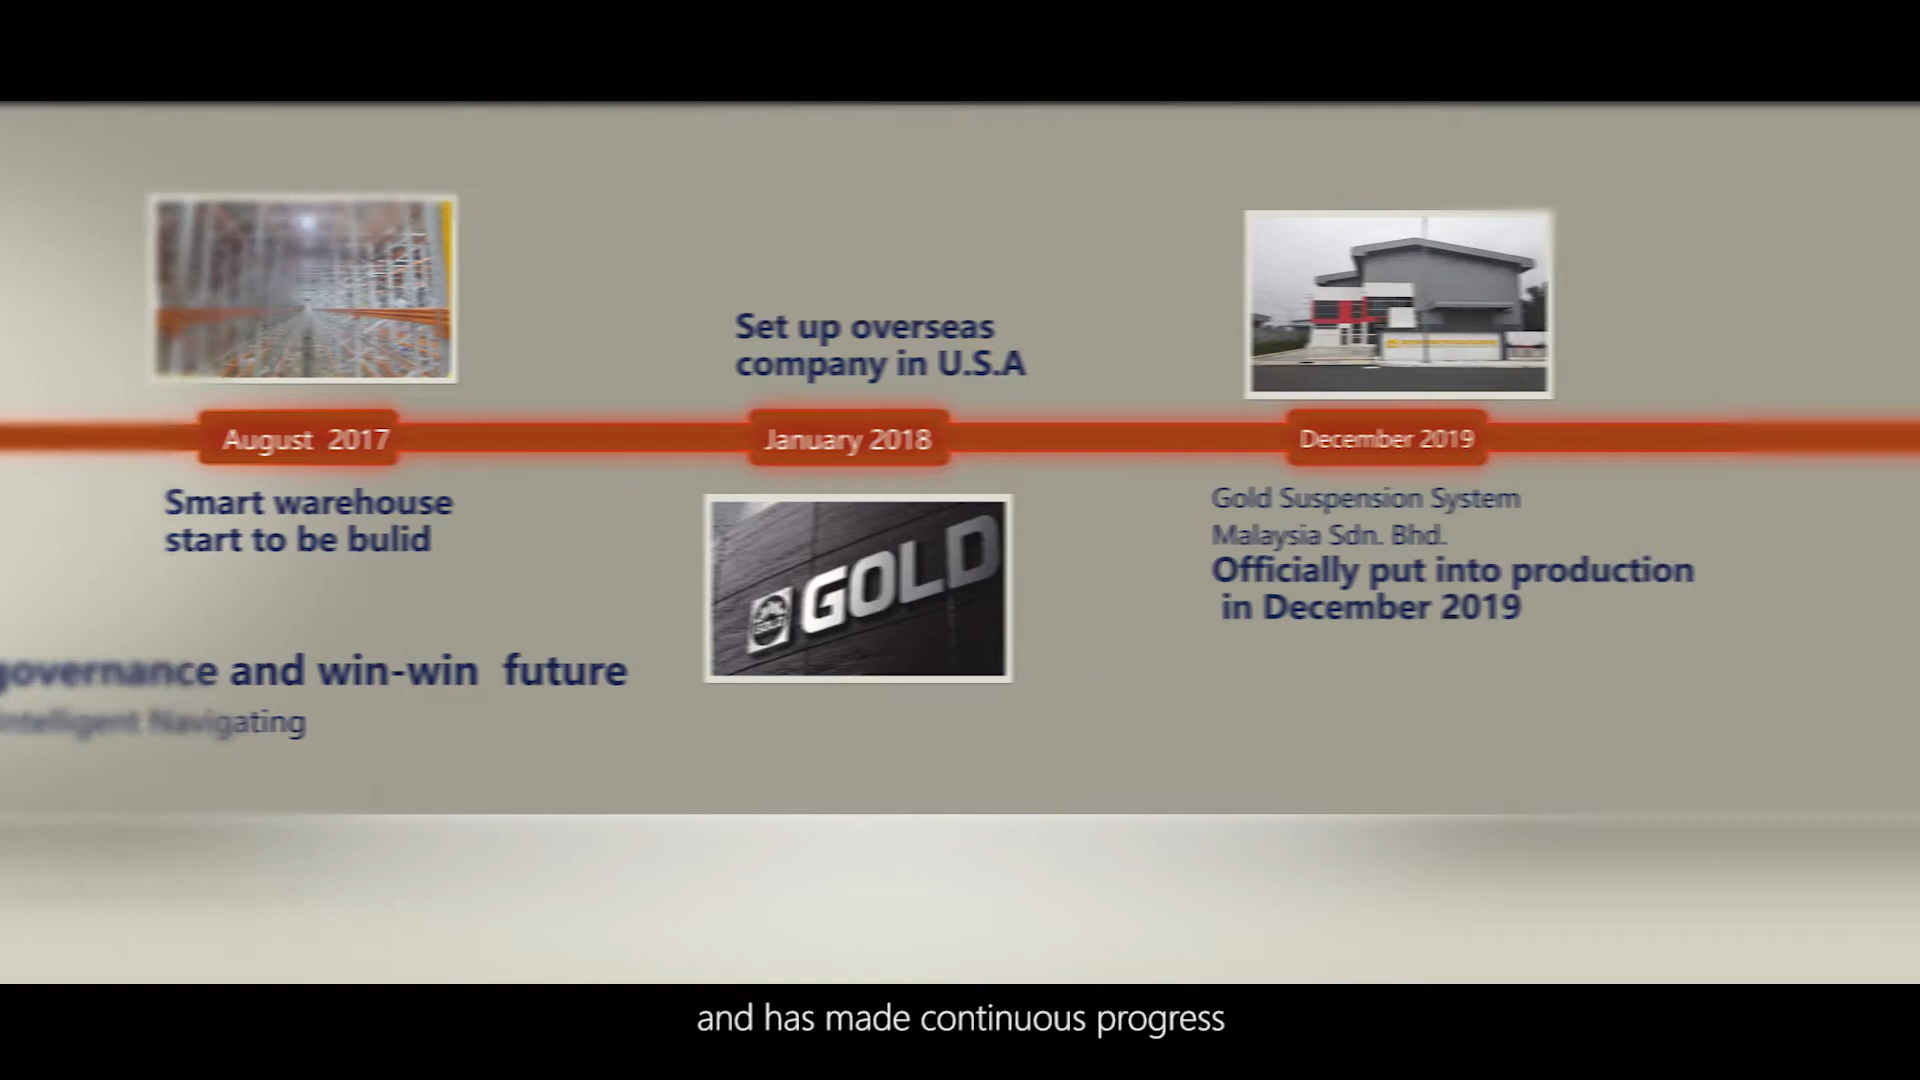 Set up overseas
company in U.S.A
August 2017
January 2018
December 2019
Smart warehouse
start to be bulid
GOLD
Gold Suspension System
Malaysia Sdn. Bhd.
Officially put into production
in December 2019
governance and win-win future
Intelligent Navigating
and has made continuous progress